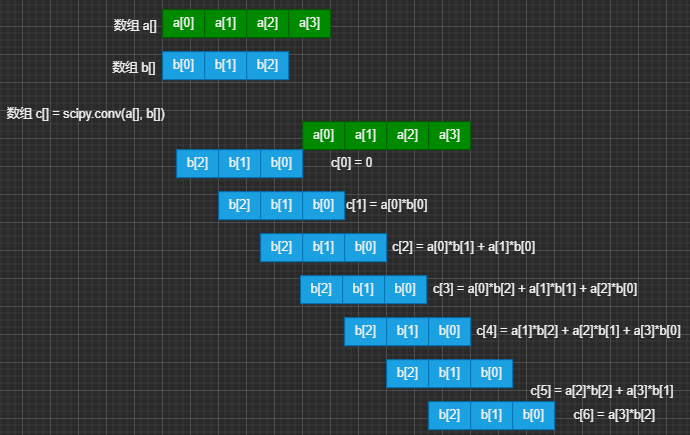 数组 a[] a[0] a[1] a[2] a[3]
数组 b[] b[0] b[1] b[2]
数组 c[] = scipy.conv(a[], b[])
a[0] a[1] a[2] a[3]
b[2] b[1] b[0] c[0] = 0
b[2] b[1] b[0] c[1] = a[0]*b[0]
b[2] b[1] b[0] c[2] = a[0]*b[1] + a[1]*b[0]
b[2] b[1] b[0] c[3] = a[0]*b[2] + a[1]*b[1] + a[2]*b[0]
b[2] b[1] b[0] c[4] = a[1]*b[2] + a[2]*b[1] + a[3]*b[0]
b[2] b[1] b[0]
c[5] = a[2]*b[2] + a[3]*b[1]
b[2] b[1] b[0] c[6] = a[3]*b[2]